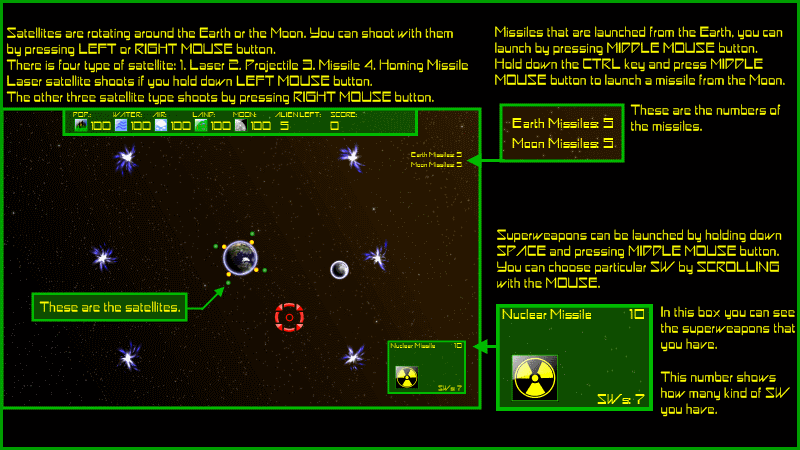 Satellites are rotating around the Earth or the Moon. You can shoot with them
by pressing LEFT or RIGHT MOUSE button.
There is four type of satellite: 1. Laser 2. Projectile 3. Missile 4. Homing Missile
Laser satellite shoots if you hold down LEFT MOUSE button.
The other three satellite type shoots by pressing RIGHT MOUSE button.
Missiles that are launched from the Earth, you can
launch by pressing MIDDLE MOUSE button.
Hold down the CTRL key and press MIDDLE
MOUSE button to launch a missile from the Moon.
POP.: WATER: AIR: LAND: MOON: ALIEN LEFT: SCORE:
100 100 100 100 100 5 0
Earth Missiles: 5
Moon Missiles: 5
Earth Missiles: 5
Moon Missiles: 5
These are the numbers of
the missiles.
These are the satellites.
Superweapons can be launched by holding down
SPACE and pressing MIDDLE MOUSE button.
You can choose particular SW by SCROLLING
with the MOUSE.
Nuclear Missile 10
SWs: 7
Nuclear Missile 10
SWs: 7
In this box you can see
the superweapons that
you have.
This number shows
how many kind of SW
you have.